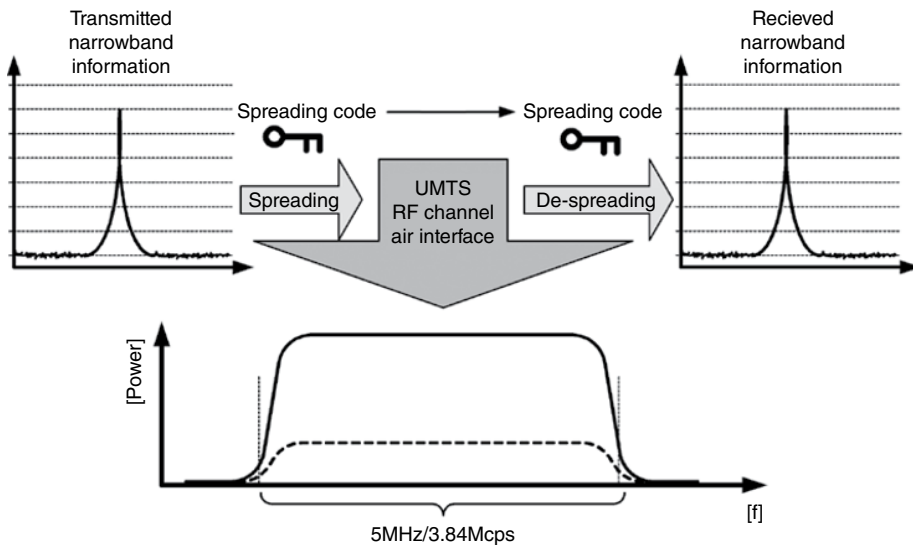 Transmitted
narrowband
information
Recieved
narrowband
information
Spreading code
Spreading code
Spreading
UMTS
RF channel
air interface
De-spreading
[Power]
[f]
5MHz/3.84Mcps